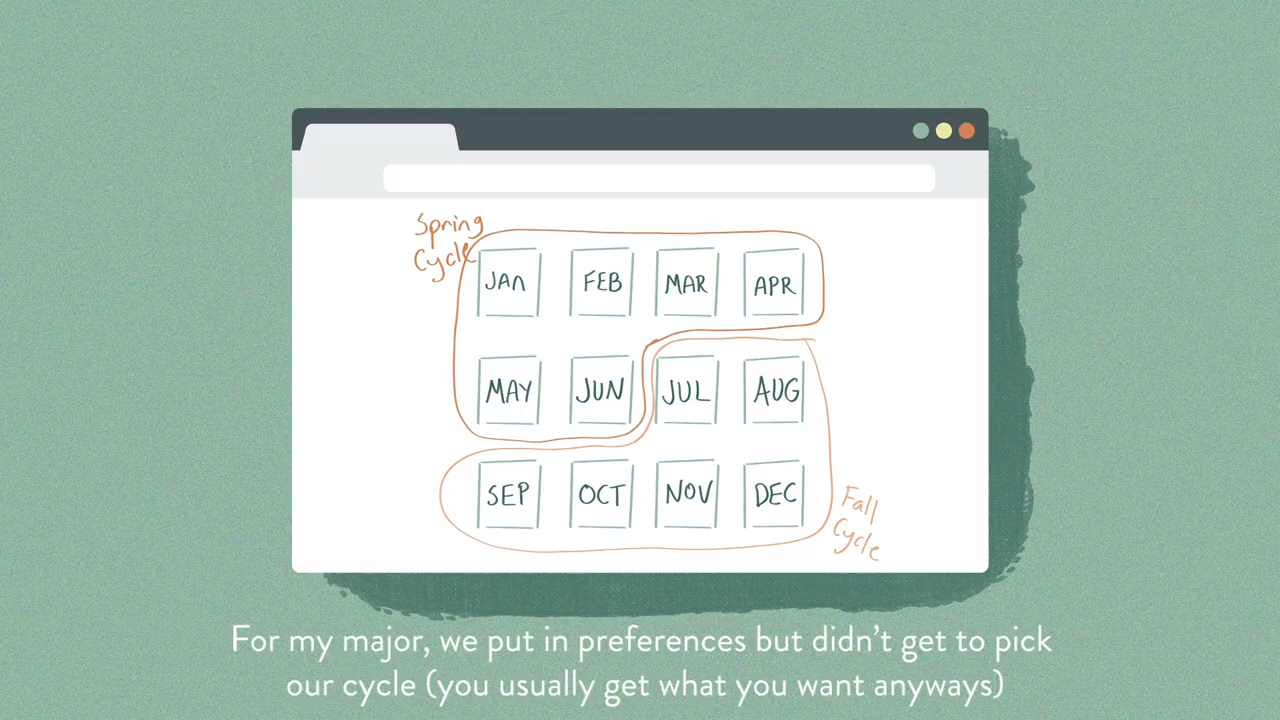 Spring
Cycle
JAN FEB MAR APR
MAY JUN JUL AUG
SEP OCT NOV DEC
Fall
Cycle
For my major, we put in preferences but didn't get to pick
our cycle (you usually get what you want anyways)